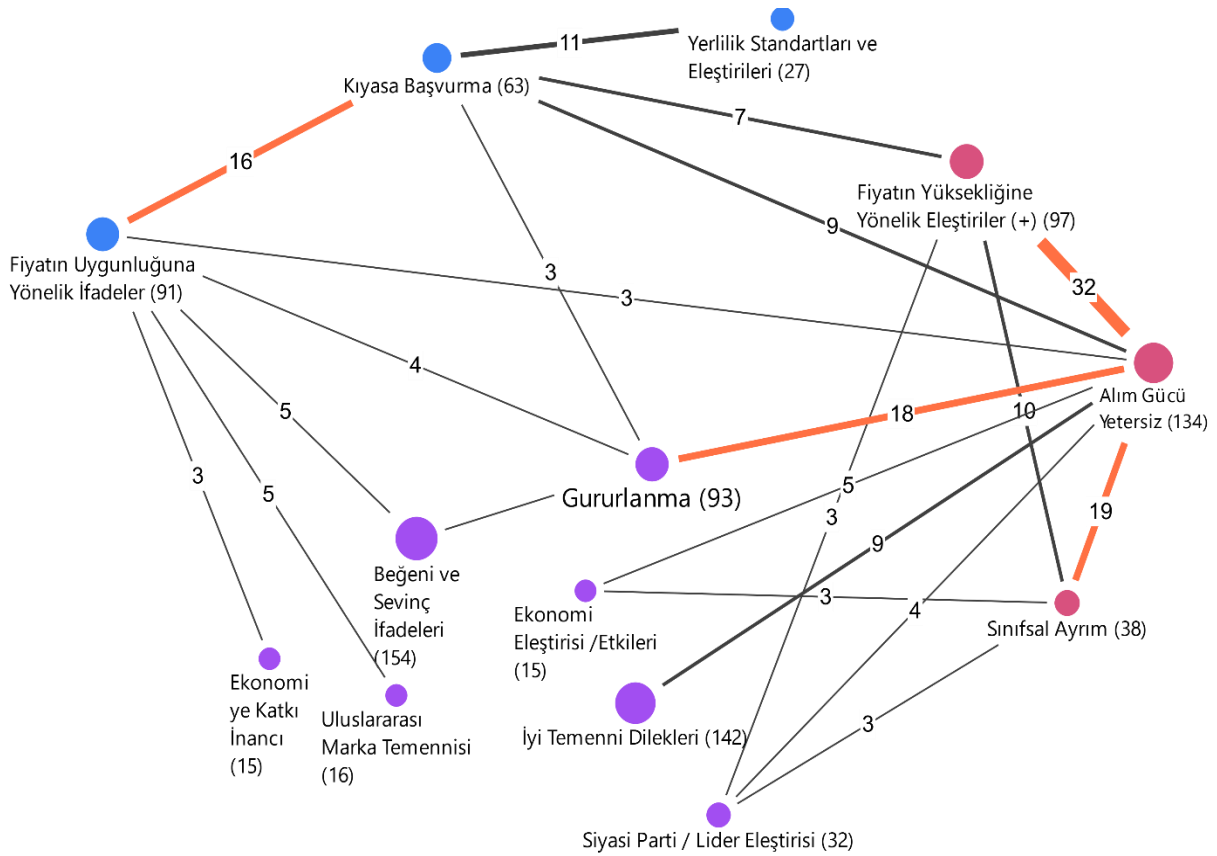 11
Yerlilik Standartları ve
Eleştirileri (27)
Kıyasa Başvurma (63)
7
16
Fiyatın Yüksekliğine
Yönelik Eleştiriler (+) (97)
9
Fiyatın Uygunluğuna
Yönelik İfadeler (91)
3
3
32
4
Alım Gücü
Yetersiz (134)
5
18
10
3
5
Gururlanma (93)
5
3
19
9
Beğeni ve
Sevinç
İfadeleri
(154)
Ekonomi
Eleştirisi /Etkileri
(15)
3
4
Sınıfsal Ayrım (38)
Ekonomi
ye Katkı
İnancı
(15)
Uluslararası
Marka Temennisi
(16)
İyi Temenni Dilekleri (142)
3
Siyasi Parti / Lider Eleştirisi (32)